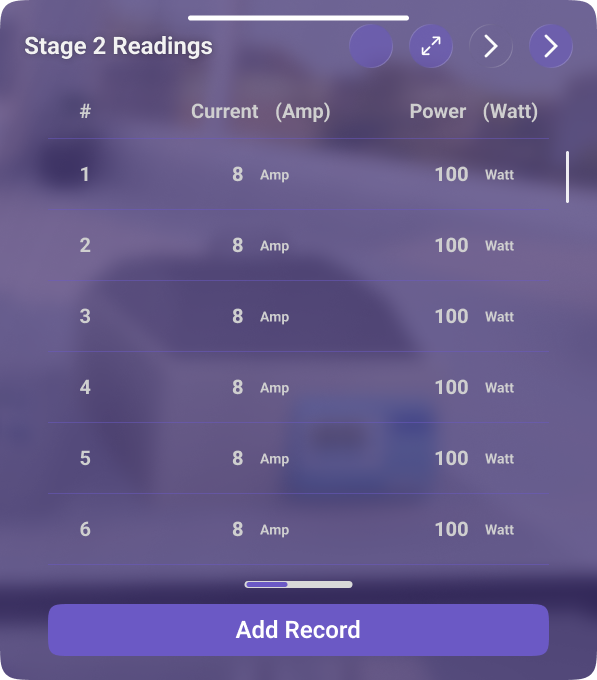 Stage 2 Readings
# Current (Amp) Power (Watt)
1 8 Amp 100 Watt
2 8 Amp 100 Watt
3 8 Amp 100 Watt
4 8 Amp 100 Watt
5 8 Amp 100 Watt
6 8 Amp 100 Watt
Add Record